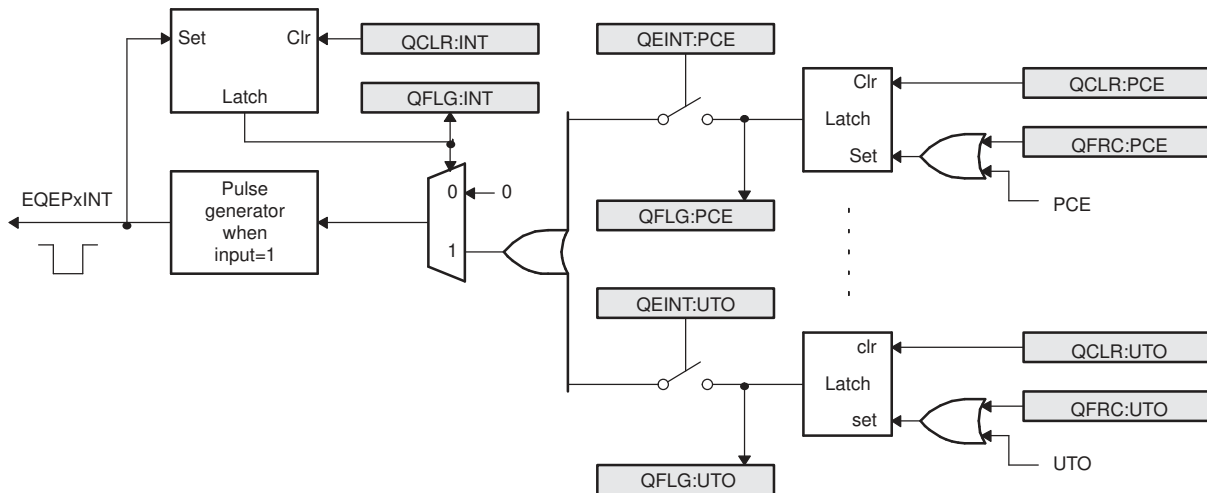 Set
Clr
Latch
QCLR:INT
QFLG:INT
EQEPxINT
Pulse
generator
when
input=1
0
0
1
QEINT:PCE
QFLG:PCE
Clr
Latch
Set
QCLR:PCE
QFRC:PCE
PCE
QEINT:UTO
QFLG:UTO
clr
Latch
set
QCLR:UTO
QFRC:UTO
UTO